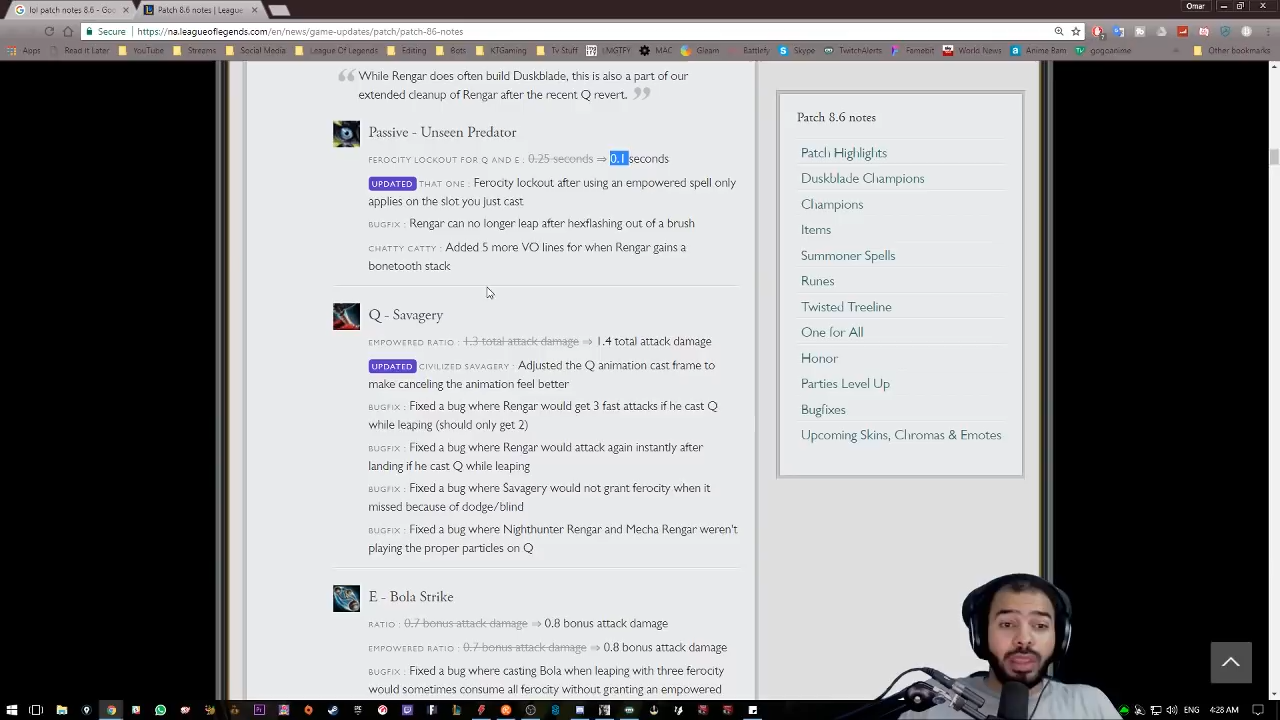 lol patch notes 8.6 - Goo
Patch 8.6 notes | League
Omar
Secure
https://na.leagueoflegends.com/en/news/game-updates/patch/patch-86-notes
Apps
Read it Later
YouTube
Streams
Social Media
League Of Legends
Editing
Bots
KTGaming
Tv Stuff
LMGTFY
MAC
Gleam
Battlefy
Skype
TwitchAlerts
Famebit
World News
Anime Bam
gogoanime
Other bookmarks
While Rengar does often build Duskblade, this is also a part of our
extended cleanup of Rengar after the recent Q revert.
Passive - Unseen Predator
FEROCITY LOCKOUT FOR Q AND E : 0.25 seconds ⇒ 0.1 seconds
UPDATED THAT ONE : Ferocity lockout after using an empowered spell only
applies on the slot you just cast
BUGFIX : Rengar can no longer leap after hexflashing out of a brush
CHATTY CATTY : Added 5 more VO lines for when Rengar gains a
bonetooth stack
Q - Savagery
EMPOWERED RATIO : 1.3 total attack damage ⇒ 1.4 total attack damage
UPDATED CIVILIZED SAVAGERY : Adjusted the Q animation cast frame to
make canceling the animation feel better
BUGFIX : Fixed a bug where Rengar would get 3 fast attacks if he cast Q
while leaping (should only get 2)
BUGFIX : Fixed a bug where Rengar would attack again instantly after
landing if he cast Q while leaping
BUGFIX : Fixed a bug where Savagery would not grant ferocity when it
missed because of dodge/blind
BUGFIX : Fixed a bug where Nighthunter Rengar and Mecha Rengar weren't
playing the proper particles on Q
E - Bola Strike
RATIO : 0.7 bonus attack damage ⇒ 0.8 bonus attack damage
EMPOWERED RATIO : 0.7 bonus attack damage ⇒ 0.8 bonus attack damage
BUGFIX : Fixed a bug where casting Bola when leaping with three ferocity
would sometimes consume all ferocity without granting an empowered
Patch 8.6 notes
Patch Highlights
Duskblade Champions
Champions
Items
Summoner Spells
Runes
Twisted Treeline
One for All
Honor
Parties Level Up
Bugfixes
Upcoming Skins, Chromas & Emotes
4:28 AM